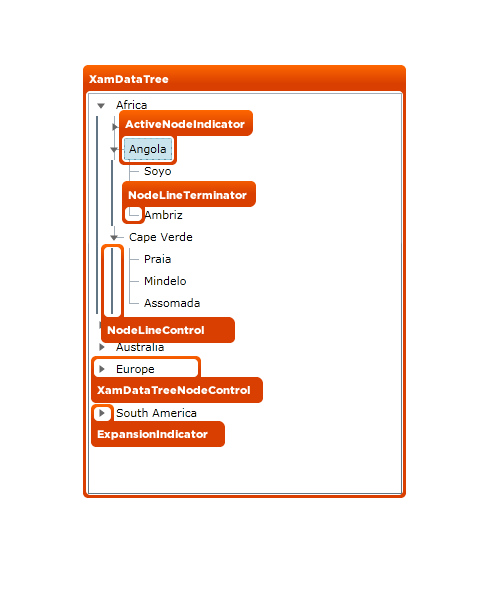 XamDataTree
Africa
ActiveNodeIndicator
Angola
Soyo
NodeLineTerminator
Ambriz
Cape Verde
Praia
Mindelo
Assomada
NodeLineControl
Australia
Europe
XamDataTreeNodeControl
South America
ExpansionIndicator